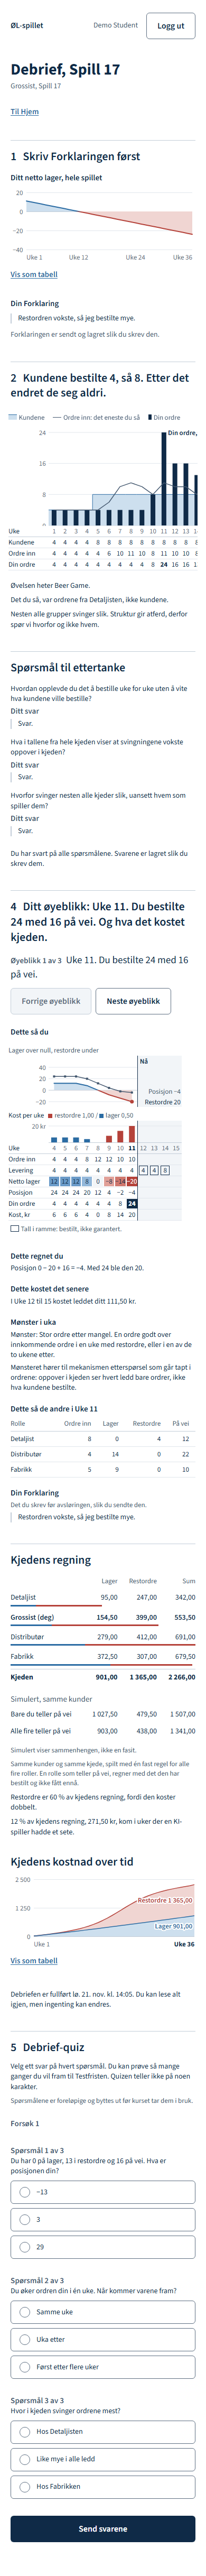 ØL-spillet
Demo Student
Logg ut
Debrief, Spill 17
Grossist, Spill 17
Til Hjem
1 Skriv Forklaringen først
Ditt netto lager, hele spillet
20
0
−20
−40
Uke 1 Uke 12 Uke 24 Uke 36
Vis som tabell
Din Forklaring
Restordren vokste, så jeg bestilte mye.
Forklaringen er sendt og lagret slik du skrev den.
2 Kundene bestilte 4, så 8. Etter det
endret de seg aldri.
Kundene Ordre inn: det eneste du så Din ordre
24
Din ordre,
16
8
Uke 1 2 3 4 5 6 7 8 9 10 11 12 13
Kundene 4 4 4 4 8 8 8 8 8 8 8 8 8
Ordre inn 4 4 4 4 4 6 10 11 10 8 11 10 10
Din ordre 4 4 4 4 4 4 4 4 4 8 24 16 16
Øvelsen heter Beer Game.
Det du så, var ordrene fra Detaljisten, ikke kundene.
Nesten alle grupper svinger slik. Struktur gir atferd, derfor
spør vi hvorfor og ikke hvem.
Spørsmål til ettertanke
Hvordan opplevde du det å bestille uke for uke uten å vite
hva kundene ville bestille?
Ditt svar
Svar.
Hva i tallene fra hele kjeden viser at svingningene vokste
oppover i kjeden?
Ditt svar
Svar.
Hvorfor svinger nesten alle kjeder slik, uansett hvem som
spiller dem?
Ditt svar
Svar.
Du har svart på alle spørsmålene. Svarene er lagret slik du
skrev dem.
4 Ditt øyeblikk: Uke 11. Du bestilte
24 med 16 på vei. Og hva det kostet
kjeden.
Øyeblikk 1 av 3 Uke 11. Du bestilte 24 med 16
på vei.
Forrige øyeblikk
Neste øyeblikk
Dette så du
Lager over null, restordre under
Nå
40
20
0
−20
Posisjon −4
Restordre 20
Kost per uke restordre 1,00 / lager 0,50
20 kr
Uke 4 5 6 7 8 9 10 11 12 13 14 15
Ordre inn 4 4 4 4 8 12 12 10 10
Levering 4 4 4 4 4 4 4 4 4 4 8
Netto lager 12 12 12 8 0 −8 −14 −20
Posisjon 24 24 24 20 12 4 −2 −4
Din ordre 4 4 4 4 4 4 8 24
Kost, kr 6 6 6 4 0 8 14 20
Tall i ramme: bestilt, ikke garantert.
Dette regnet du
Posisjon 0 − 20 + 16 = −4. Med 24 ble den 20.
Dette kostet det senere
I Uke 12 til 15 kostet leddet ditt 111,50 kr.
Mønster i uka
Mønster: Stor ordre etter mangel. En ordre godt over
innkommende ordre i en uke med restordre, eller i en av de
to ukene etter.
Mønsteret hører til mekanismen etterspørsel som går tapt i
ordrene: oppover i kjeden ser hvert ledd bare ordrer, ikke
hva kundene bestilte.
Dette så de andre i Uke 11
Rolle Ordre inn Lager Restordre På vei
Detaljist 8 0 4 12
Distributør 4 14 0 22
Fabrikk 5 9 0 10
Din Forklaring
Det du skrev før avsløringen, slik du sendte den.
Restordren vokste, så jeg bestilte mye.
Kjedens regning
Lager Restordre Sum
Detaljist 95,00 247,00 342,00
Grossist (deg) 154,50 399,00 553,50
Distributør 279,00 412,00 691,00
Fabrikk 372,50 307,00 679,50
Kjeden 901,00 1 365,00 2 266,00
Simulert, samme kunder
Bare du teller på vei 1 027,50 479,50 1 507,00
Alle fire teller på vei 903,00 438,00 1 341,00
Simulert viser sammenhengen, ikke en fasit.
Samme kunder og samme kjede, spilt med én fast regel for alle
fire roller. En rolle som teller på vei, regner med det den har
bestilt og ikke fått ennå.
Restordre er 60 % av kjedens regning, fordi den koster
dobbelt.
12 % av kjedens regning, 271,50 kr, kom i uker der en KI-
spiller hadde et sete.
Kjedens kostnad over tid
2 500
1 250
0
Restordre 1 365,00
Lager 901,00
Uke 1 Uke 36
Vis som tabell
Debriefen er fullført lø. 21. nov. kl. 14:05. Du kan lese alt
igjen, men ingenting kan endres.
5 Debrief-quiz
Velg ett svar på hvert spørsmål. Du kan prøve så mange
ganger du vil fram til Testfristen. Quizen teller ikke på noen
karakter.
Spørsmålene er foreløpige og byttes ut før kurset tar dem i bruk.
Forsøk 1
Spørsmål 1 av 3
Du har 0 på lager, 13 i restordre og 16 på vei. Hva er
posisjonen din?
−13
3
29
Spørsmål 2 av 3
Du øker ordren din i én uke. Når kommer varene fram?
Samme uke
Uka etter
Først etter flere uker
Spørsmål 3 av 3
Hvor i kjeden svinger ordrene mest?
Hos Detaljisten
Like mye i alle ledd
Hos Fabrikken
Send svarene